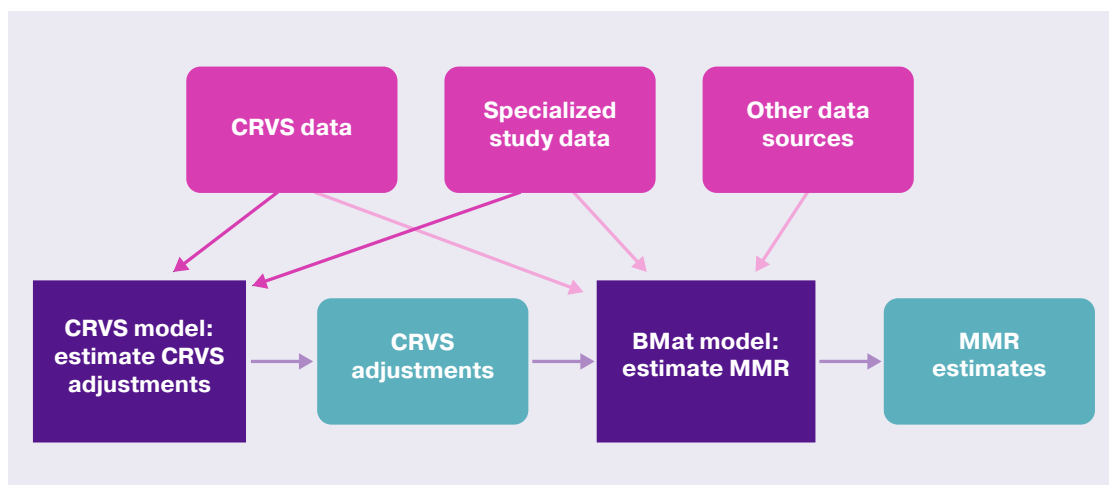 CRVS data
Specialized
study data
Other data
sources
CRVS model:
estimate CRVS
adjustments
CRVS
adjustments
BMat model:
estimate MMR
MMR
estimates